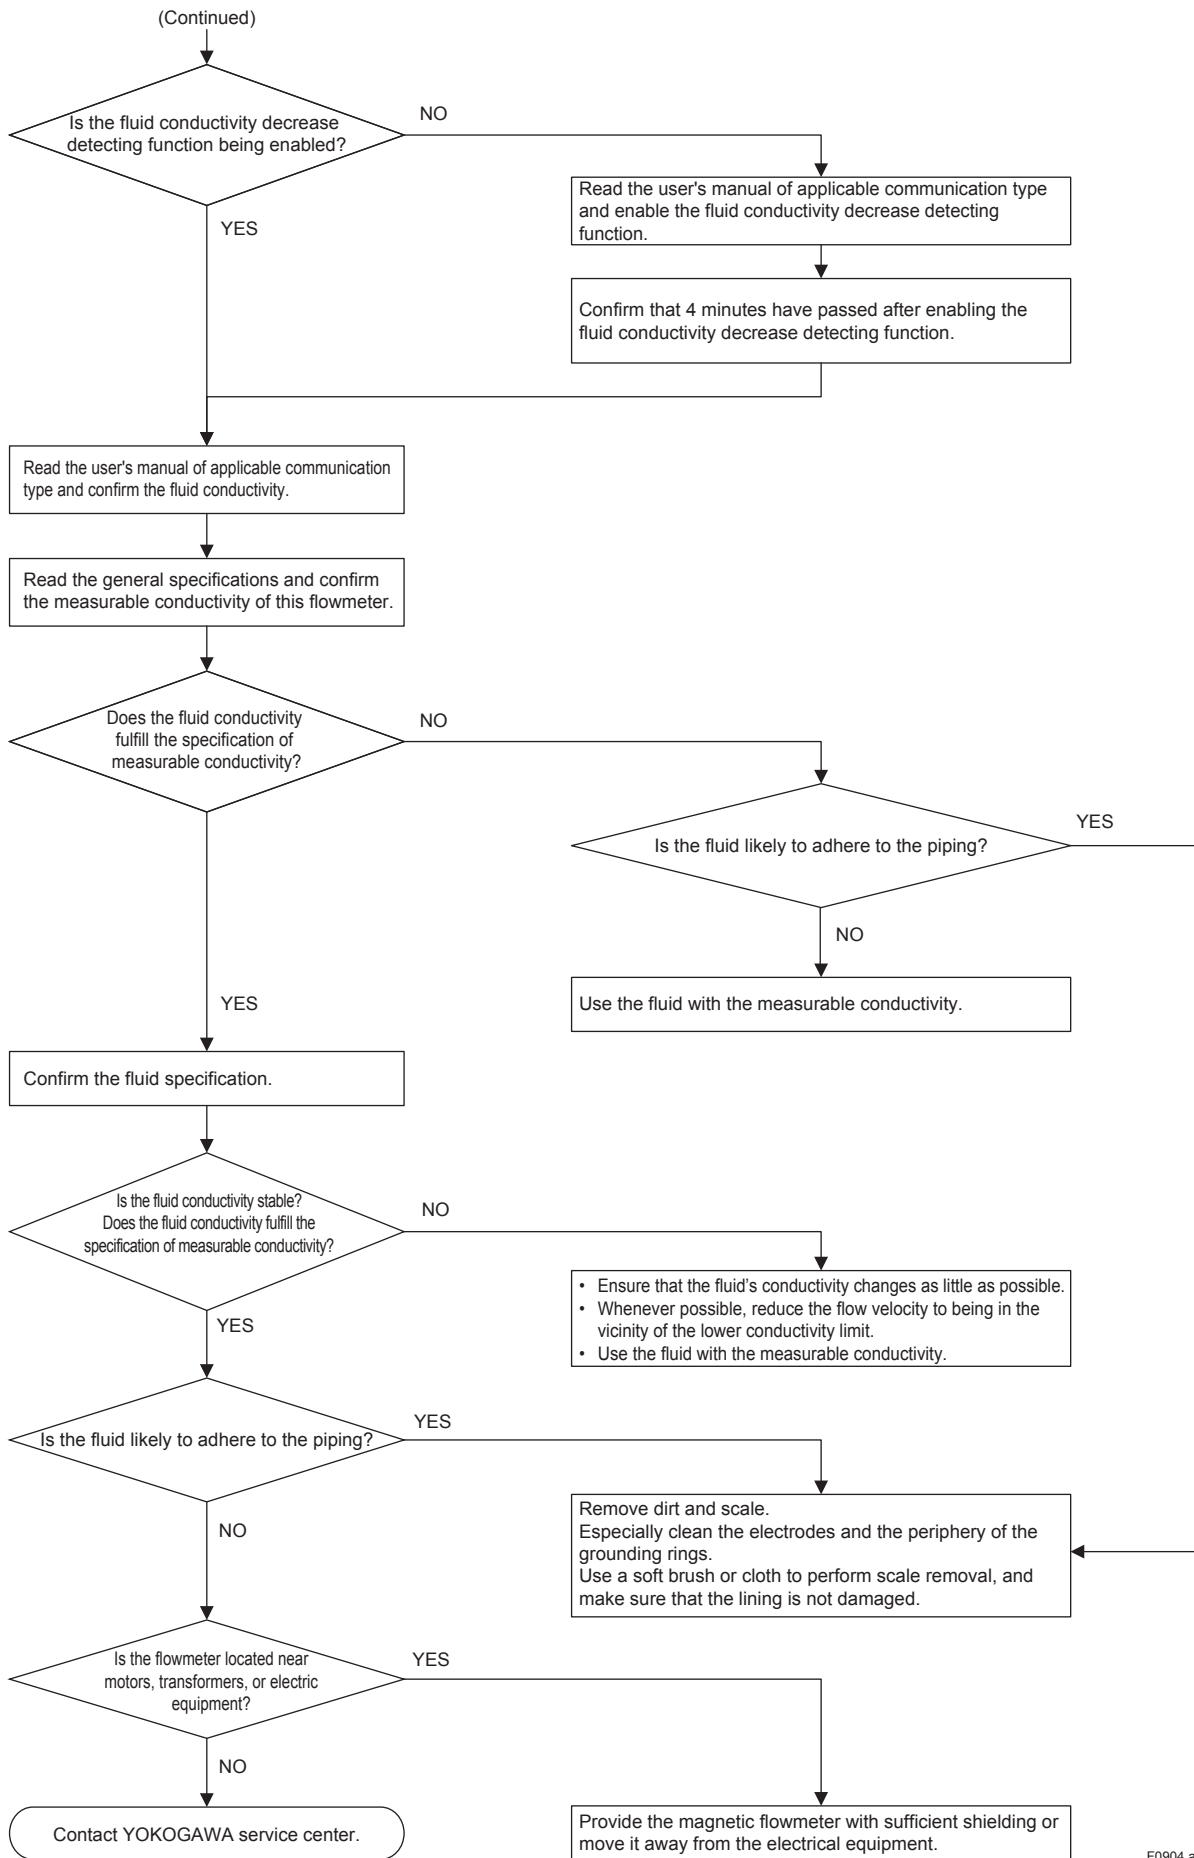 (Continued)
Is the fluid conductivity decrease
detecting function being enabled?
NO
YES
Read the user's manual of applicable communication type
and enable the fluid conductivity decrease detecting
function.
Confirm that 4 minutes have passed after enabling the
fluid conductivity decrease detecting function.
Read the user's manual of applicable communication
type and confirm the fluid conductivity.
Read the general specifications and confirm
the measurable conductivity of this flowmeter.
Does the fluid conductivity
fulfill the specification of
measurable conductivity?
NO
Is the fluid likely to adhere to the piping?
YES
NO
Use the fluid with the measurable conductivity.
YES
Confirm the fluid specification.
Is the fluid conductivity stable?
Does the fluid conductivity fulfill the
specification of measurable conductivity?
NO
• Ensure that the fluid’s conductivity changes as little as possible.
• Whenever possible, reduce the flow velocity to being in the
vicinity of the lower conductivity limit.
• Use the fluid with the measurable conductivity.
YES
Is the fluid likely to adhere to the piping?
YES
Remove dirt and scale.
Especially clean the electrodes and the periphery of the
grounding rings.
Use a soft brush or cloth to perform scale removal, and
make sure that the lining is not damaged.
NO
Is the flowmeter located near
motors, transformers, or electric
equipment?
YES
NO
Contact YOKOGAWA service center.
Provide the magnetic flowmeter with sufficient shielding or
move it away from the electrical equipment.